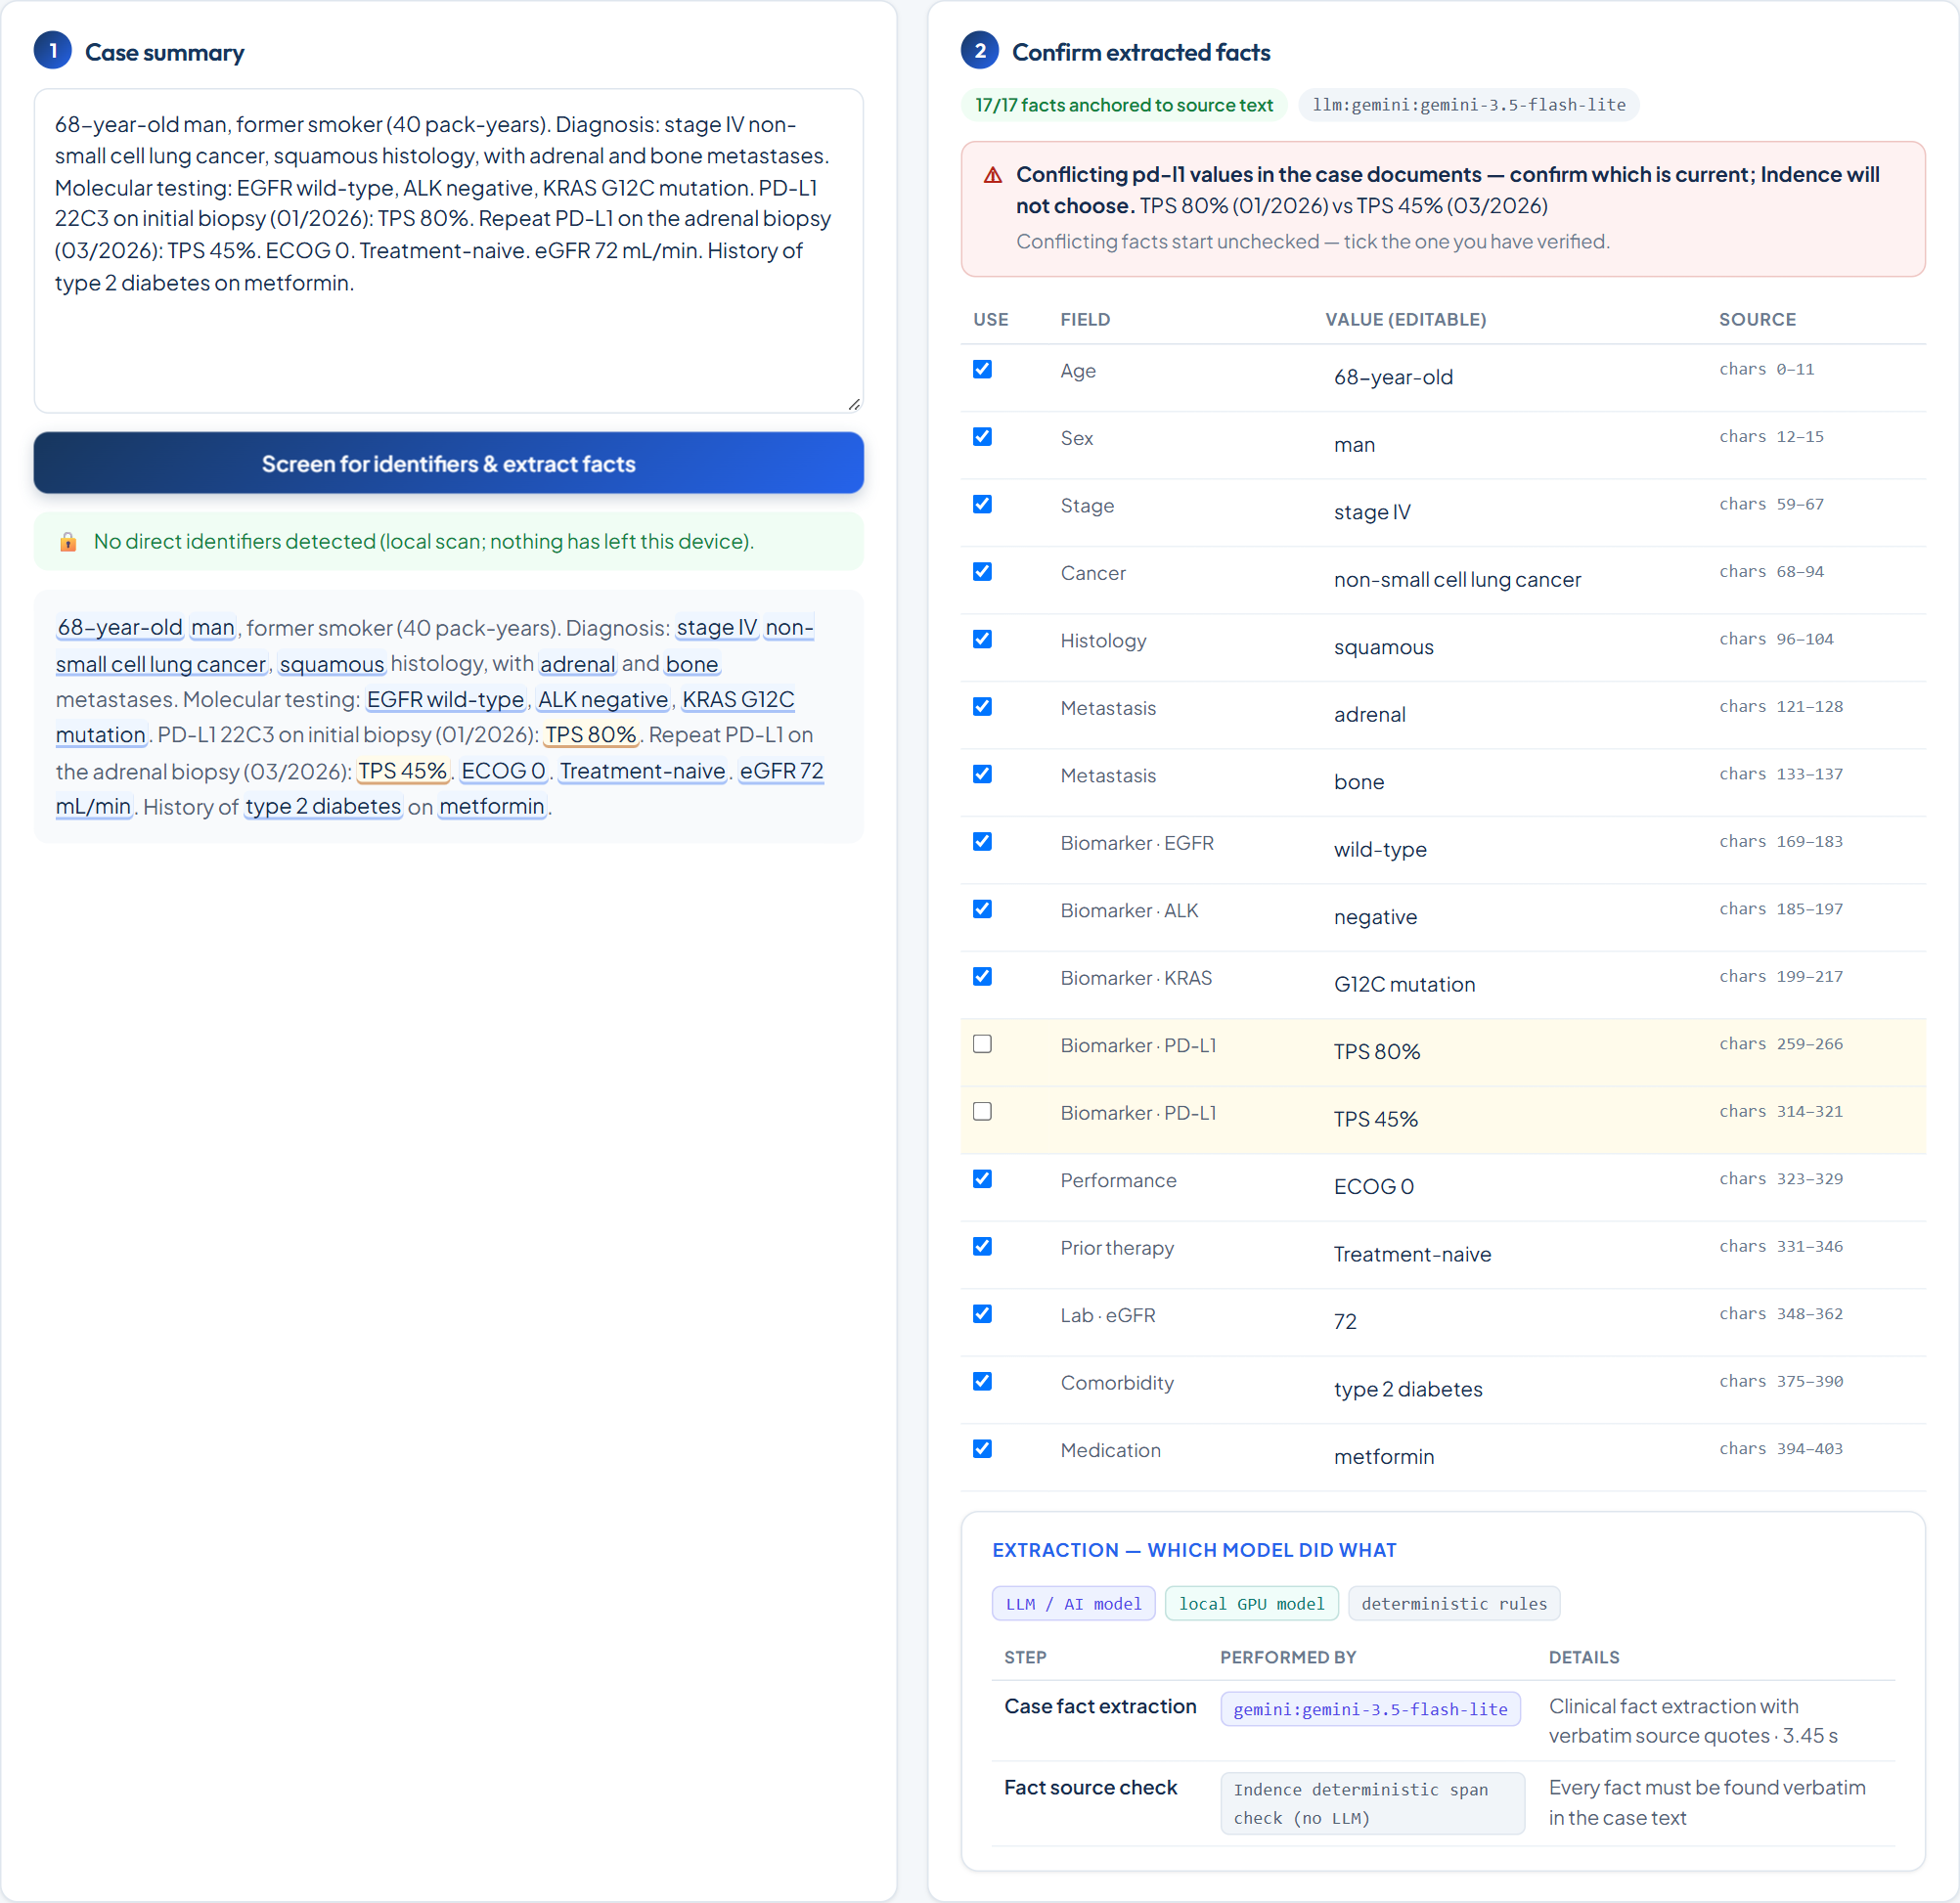 1 Case summary
68-year-old man, former smoker (40 pack-years). Diagnosis: stage IV non-
small cell lung cancer, squamous histology, with adrenal and bone metastases.
Molecular testing: EGFR wild-type, ALK negative, KRAS G12C mutation. PD-L1
22C3 on initial biopsy (01/2026): TPS 80%. Repeat PD-L1 on the adrenal biopsy
(03/2026): TPS 45%. ECOG 0. Treatment-naive. eGFR 72 mL/min. History of
type 2 diabetes on metformin.
Screen for identifiers & extract facts
No direct identifiers detected (local scan; nothing has left this device).
68-year-old man, former smoker (40 pack-years). Diagnosis: stage IV non-
small cell lung cancer, squamous histology, with adrenal and bone
metastases. Molecular testing: EGFR wild-type, ALK negative, KRAS G12C
mutation. PD-L1 22C3 on initial biopsy (01/2026): TPS 80%. Repeat PD-L1 on
the adrenal biopsy (03/2026): TPS 45%. ECOG 0. Treatment-naive. eGFR 72
mL/min. History of type 2 diabetes on metformin.
2 Confirm extracted facts
17/17 facts anchored to source text llm:gemini:gemini-3.5-flash-lite
Conflicting pd-l1 values in the case documents — confirm which is current; Indence will
not choose. TPS 80% (01/2026) vs TPS 45% (03/2026)
Conflicting facts start unchecked — tick the one you have verified.
USE FIELD VALUE (EDITABLE) SOURCE
Age 68-year-old chars 0–11
Sex man chars 12–15
Stage stage IV chars 59–67
Cancer non-small cell lung cancer chars 68–94
Histology squamous chars 96–104
Metastasis adrenal chars 121–128
Metastasis bone chars 133–137
Biomarker · EGFR wild-type chars 169–183
Biomarker · ALK negative chars 185–197
Biomarker · KRAS G12C mutation chars 199–217
Biomarker · PD-L1 TPS 80% chars 259–266
Biomarker · PD-L1 TPS 45% chars 314–321
Performance ECOG 0 chars 323–329
Prior therapy Treatment-naive chars 331–346
Lab · eGFR 72 chars 348–362
Comorbidity type 2 diabetes chars 375–390
Medication metformin chars 394–403
EXTRACTION — WHICH MODEL DID WHAT
LLM / AI model local GPU model deterministic rules
STEP PERFORMED BY DETAILS
Case fact extraction gemini:gemini-3.5-flash-lite Clinical fact extraction with
verbatim source quotes · 3.45 s
Fact source check Indence deterministic span Every fact must be found verbatim
check (no LLM) in the case text